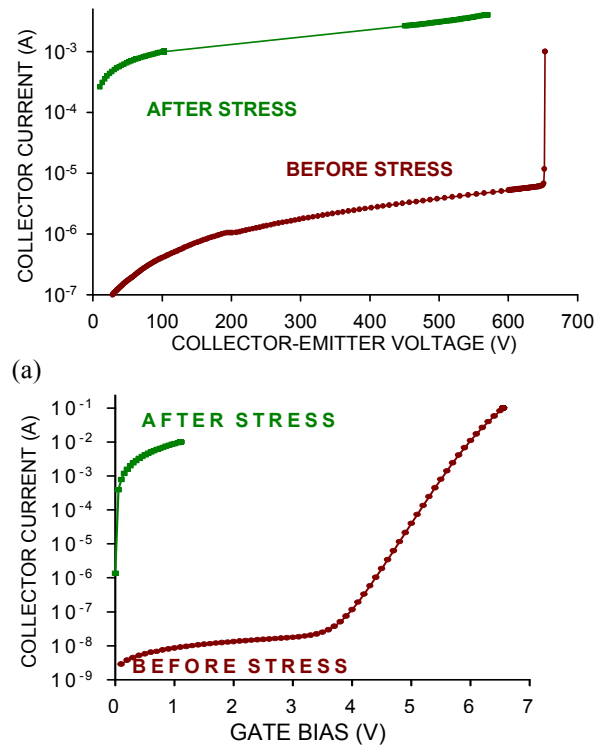 COLLECTOR CURRENT (A)
10-3
10-4
10-5
10-6
10-7
AFTER STRESS
BEFORE STRESS
0 100 200 300 400 500 600 700
COLLECTOR-EMITTER VOLTAGE (V)
(a)
COLLECTOR CURRENT (A)
10-1
10-2
10-3
10-4
10-5
10-6
10-7
10-8
10-9
AFTER STRESS
BEFORE STRESS
0 1 2 3 4 5 6 7
GATE BIAS (V)